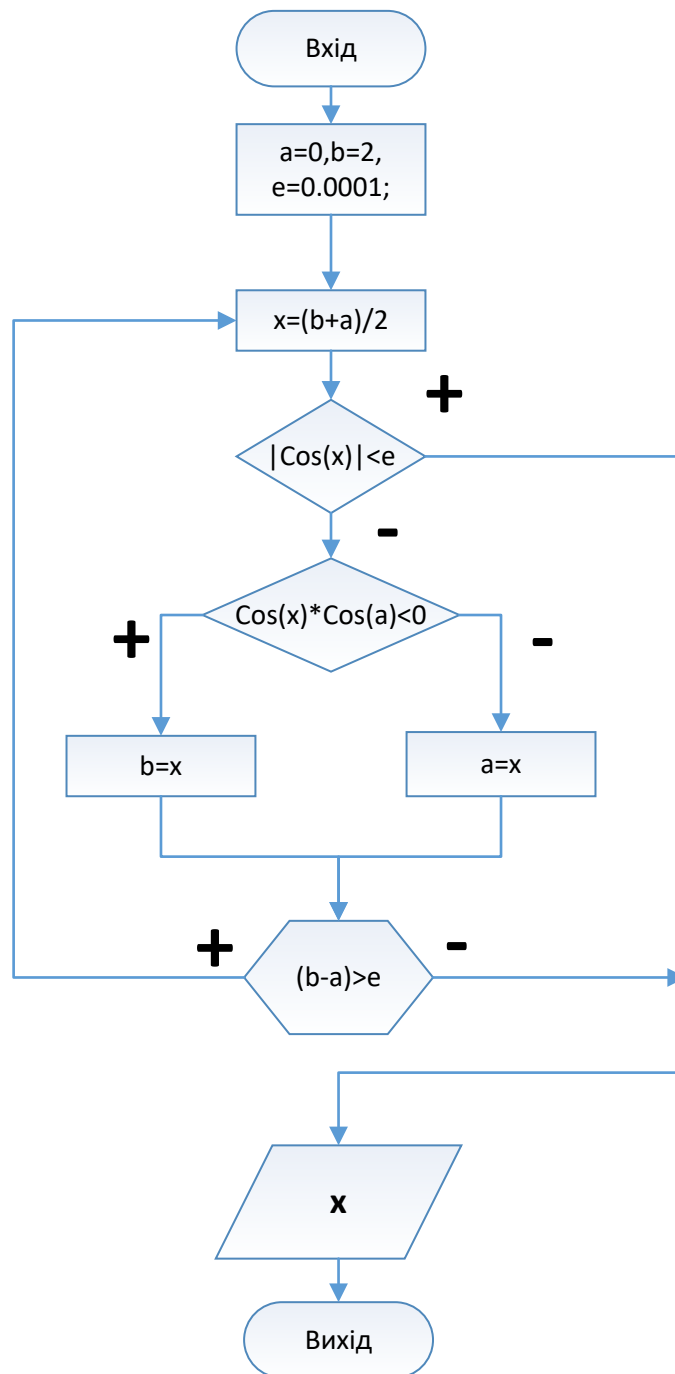 Вхід
a=0,b=2,
e=0.0001;
x=(b+a)/2
+
|Cos(x)|<e
-
Cos(x)*Cos(a)<0
+
-
b=x
a=x
+
-
(b-a)>e
x
Вихід